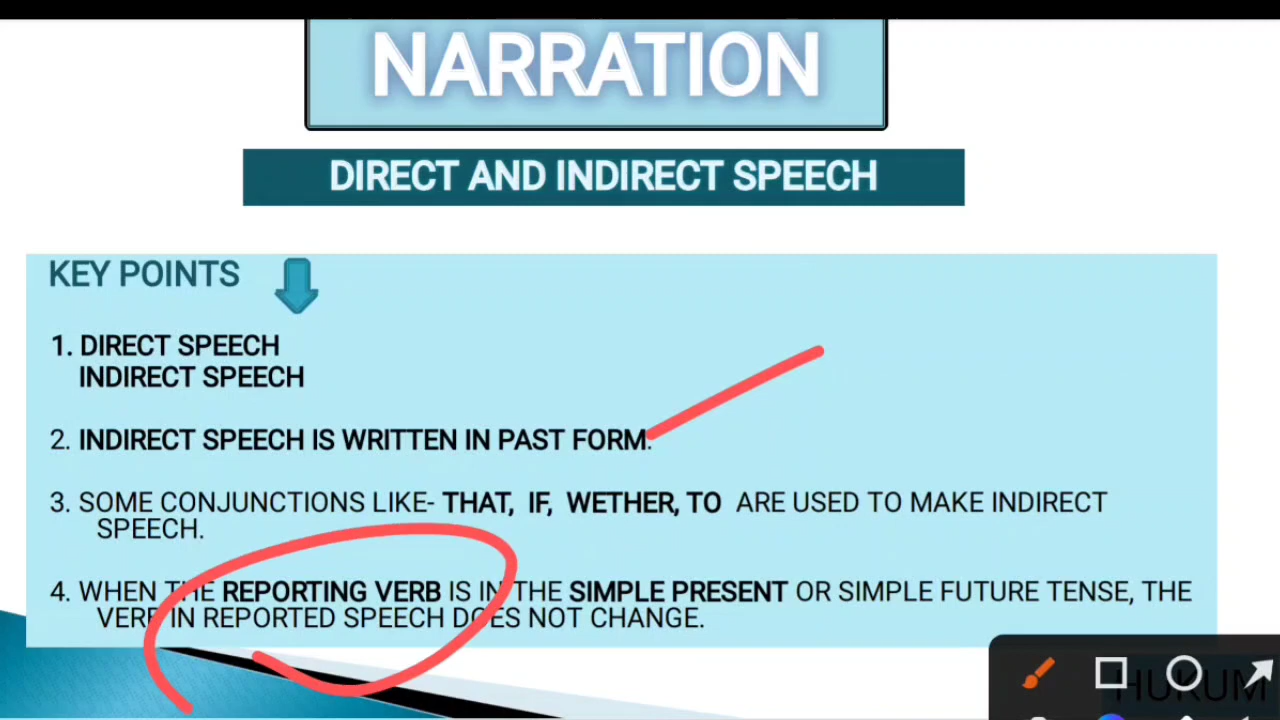 NARRATION
DIRECT AND INDIRECT SPEECH
KEY POINTS
1. DIRECT SPEECH
INDIRECT SPEECH
2. INDIRECT SPEECH IS WRITTEN IN PAST FORM.
3. SOME CONJUNCTIONS LIKE- THAT, IF, WETHER, TO ARE USED TO MAKE INDIRECT
SPEECH.
4. WHEN THE REPORTING VERB IS IN THE SIMPLE PRESENT OR SIMPLE FUTURE TENSE, THE
VERB IN REPORTED SPEECH DOES NOT CHANGE.
HUKUM